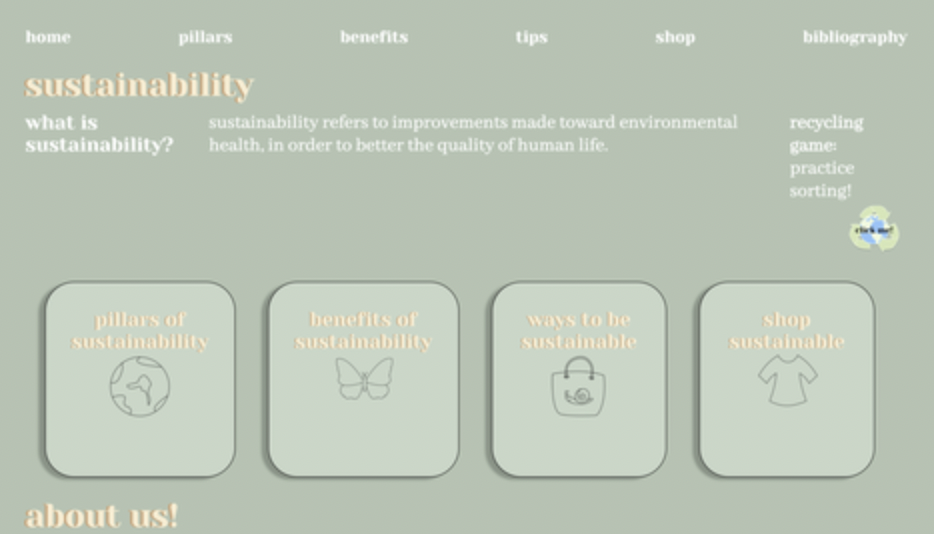 home pillars benefits tips shop bibliography
sustainability
what is
sustainability?
sustainability refers to improvements made toward environmental
health, in order to better the quality of human life.
recycling
game:
practice
sorting!
click me!
pillars of
sustainability
benefits of
sustainability
ways to be
sustainable
shop
sustainable
about us!